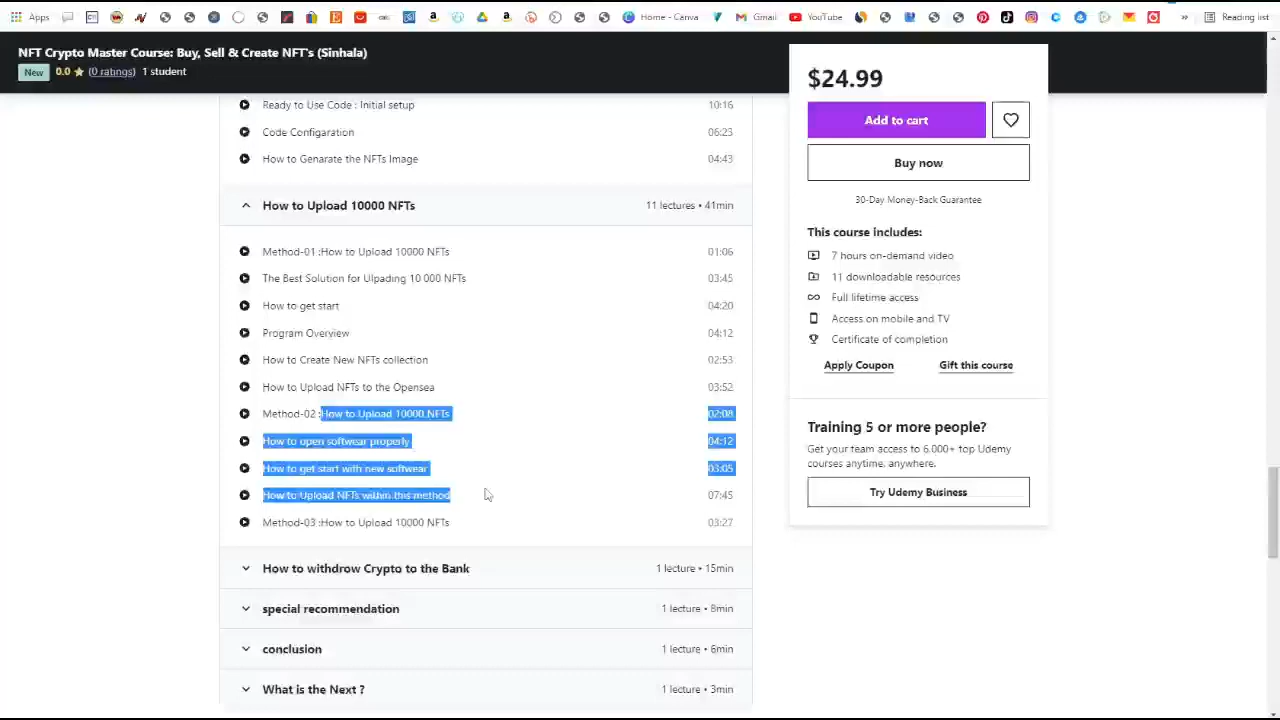 Apps
Home - Canva
Gmail
YouTube
»
Reading list
NFT Crypto Master Course: Buy, Sell & Create NFT's (Sinhala)
New 0.0 (0 ratings) 1 student
Ready to Use Code : Initial setup 10:16
Code Configaration 06:23
How to Genarate the NFTs Image 04:43
How to Upload 10000 NFTs 11 lectures • 41min
Method-01 :How to Upload 10000 NFTs 01:06
The Best Solution for Ulpading 10 000 NFTs 03:45
How to get start 04:20
Program Overview 04:12
How to Create New NFTs collection 02:53
How to Upload NFTs to the Opensea 03:52
Method-02 :How to Upload 10000 NFTs 02:08
How to open softwear properly 04:12
How to get start with new softwear 03:05
How to Upload NFTs within this method 07:45
Method-03 :How to Upload 10000 NFTs 03:27
How to withdrow Crypto to the Bank 1 lecture • 15min
special recommendation 1 lecture • 8min
conclusion 1 lecture • 6min
What is the Next ? 1 lecture • 3min
$24.99
Add to cart
Buy now
30-Day Money-Back Guarantee
This course includes:
7 hours on-demand video
11 downloadable resources
Full lifetime access
Access on mobile and TV
Certificate of completion
Apply Coupon Gift this course
Training 5 or more people?
Get your team access to 6,000+ top Udemy
courses anytime, anywhere.
Try Udemy Business